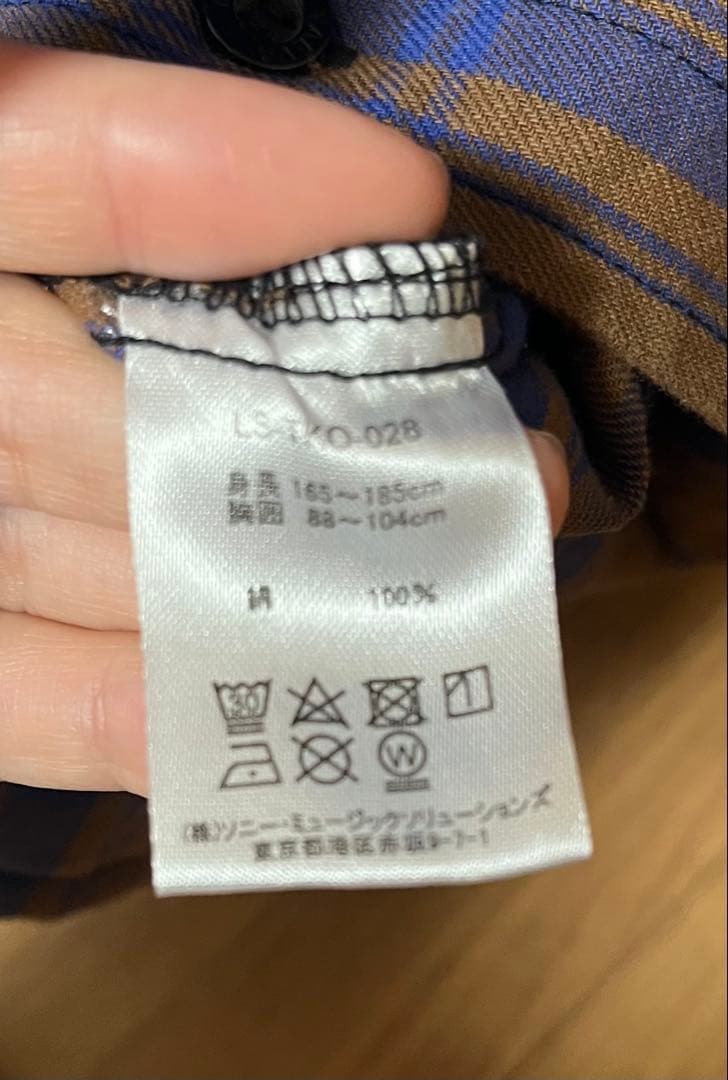 LS-TKO-028
身長 165～185cm
胸囲 88～104cm
綿 100%
30
W
(株)ソニー・ミュージックソリューションズ
東京都港区赤坂9-7-1